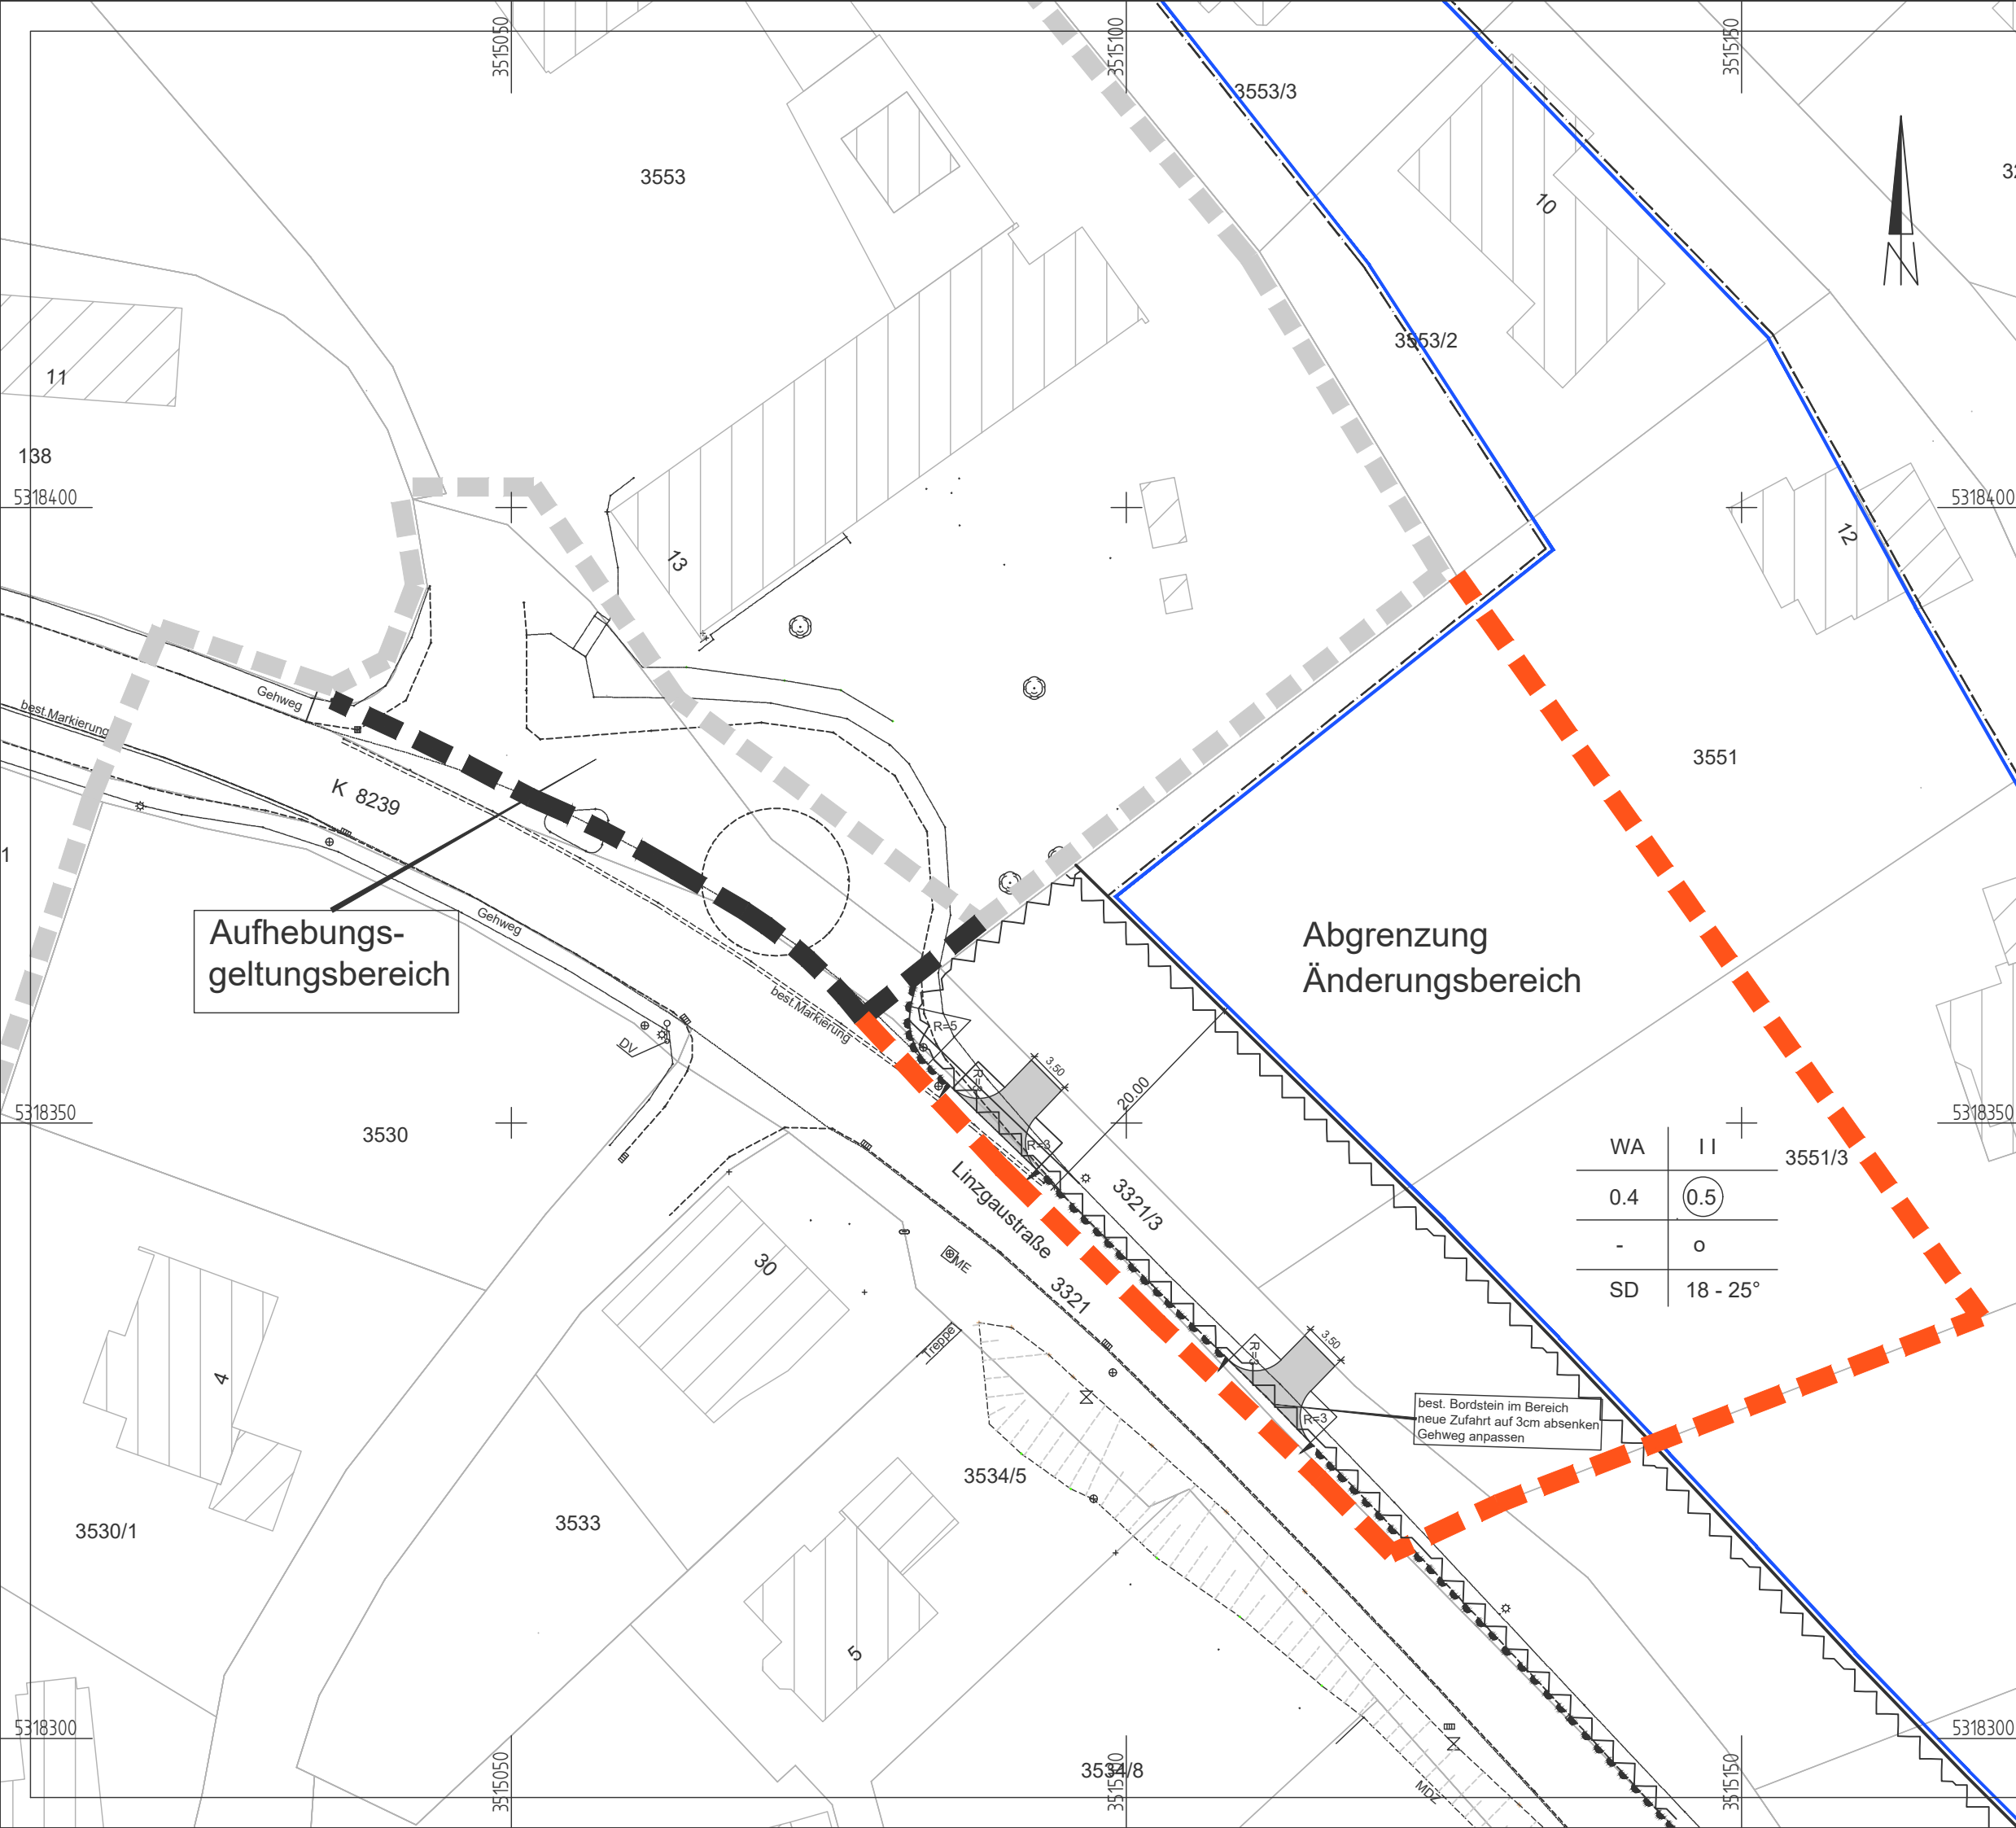 3515050
3515100
3515150
3553/3
3553
10
3553/2
11
138
5318400
5318400
13
12
N
Gehweg
best.Markierung
K 8239
3551
1
Aufhebungs-
geltungsbereich
Gehweg
Abgrenzung
Änderungsbereich
best.Markierung
R=5
DV
3.50
20.00
R=3
5318350
5318350
3530
WA
II
3551/3
0.4
0.5
-
o
SD
18 - 25°
Linzgaustraße
3321/3
3321
30
ME
Treppe
4
3.50
R=3
R=3
best. Bordstein im Bereich
neue Zufahrt auf 3cm absenken
Gehweg anpassen
3534/5
3530/1
3533
5
5318300
5318300
3534/8
MDZ
3515050
3515100
3515150